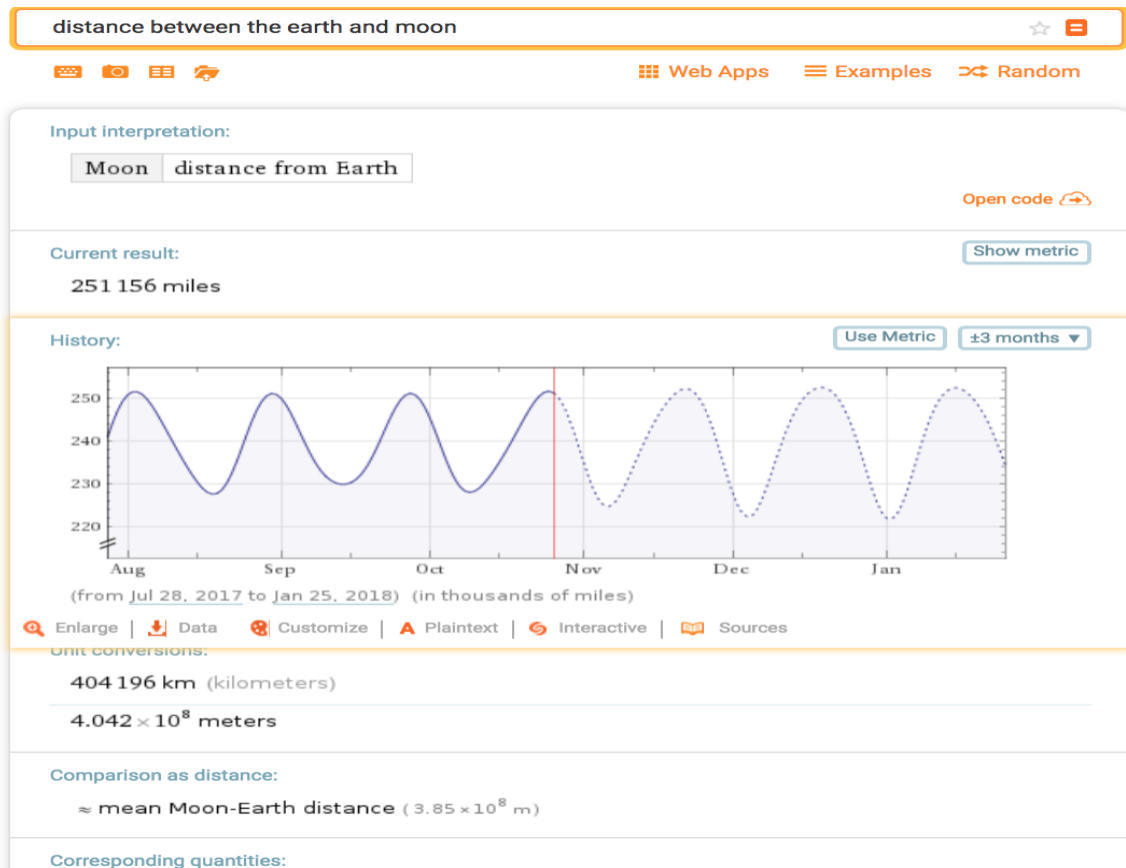 distance between the earth and moon
Web Apps Examples Random
Input interpretation:
Moon distance from Earth
Open code
Current result:
Show metric
251 156 miles
History:
Use Metric ±3 months ▼
250
240
230
220
Aug Sep Oct Nov Dec Jan
(from Jul 28, 2017 to Jan 25, 2018) (in thousands of miles)
Enlarge | Data Customize | A Plaintext | Interactive | Sources
Unit conversions:
404 196 km (kilometers)
4.042 × 10⁸ meters
Comparison as distance:
≈ mean Moon-Earth distance ( 3.85 × 10⁸ m )
Corresponding quantities: